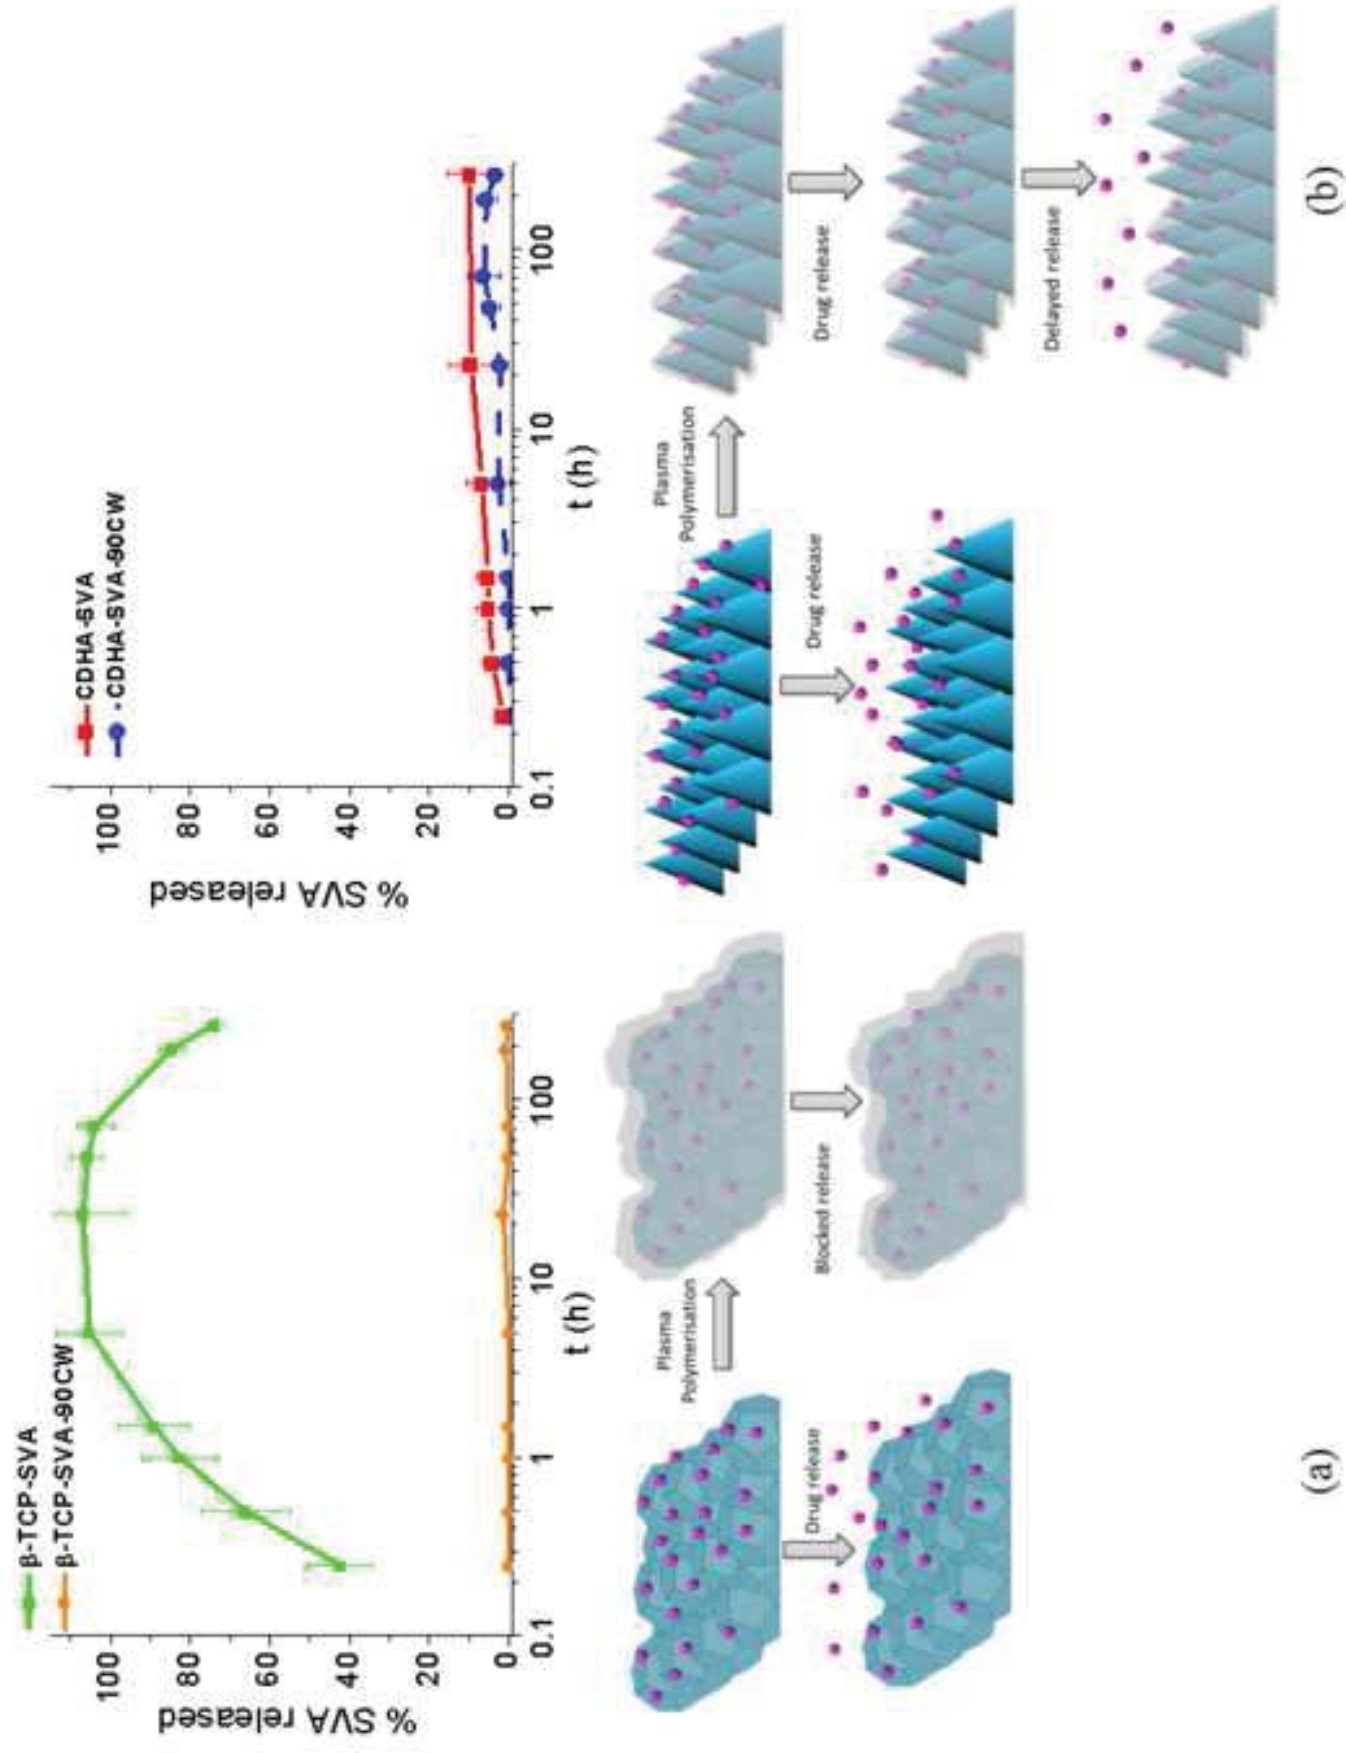 β-TCP-SVA
β-TCP-SVA-90CW
% SVA released
100
80
60
40
20
0
0.1
1
10
100
t (h)
Plasma
Polymerisation
Drug release
Blocked release
(a)
CDHA-SVA
CDHA-SVA-90CW
% SVA released
100
80
60
40
20
0
0.1
1
10
100
t (h)
Plasma
Polymerisation
Drug release
Drug release
Delayed release
(b)